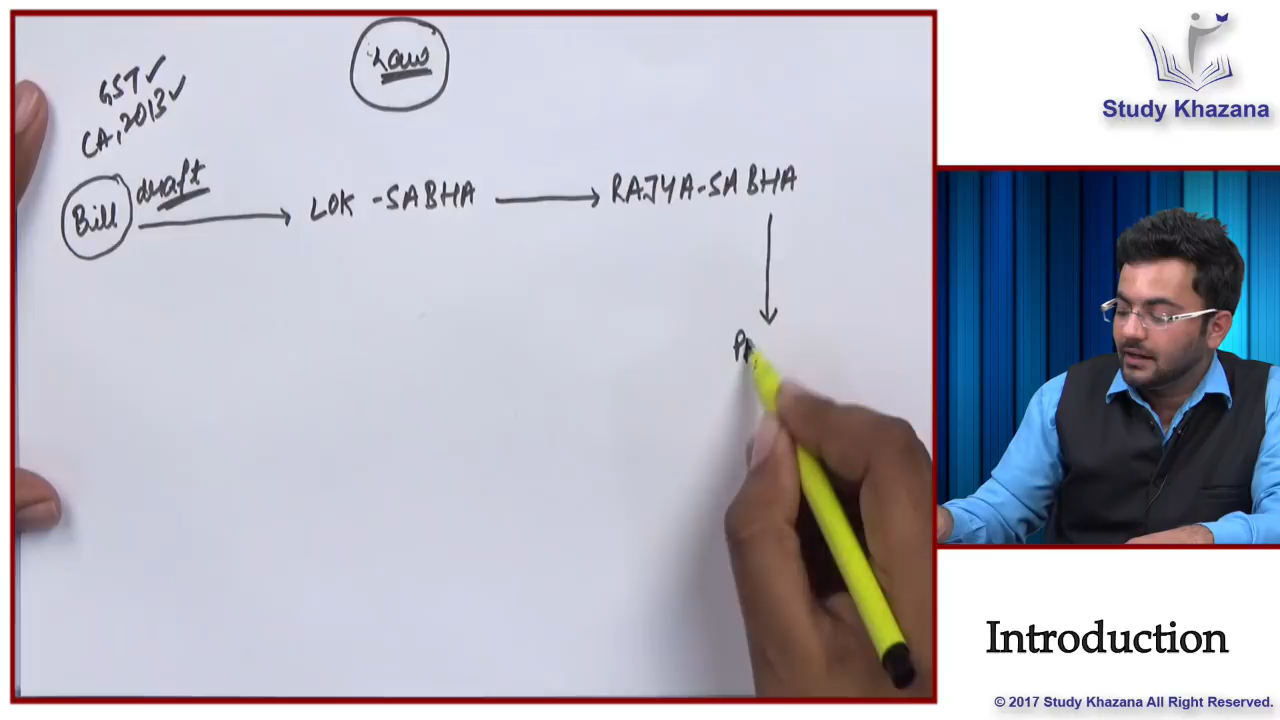 Law
GST ✓
CA, 2013 ✓
Bill draft → LOK - SABHA → RAJYA - SABHA
Study Khazana
Introduction
© 2017 Study Khazana All Right Reserved.